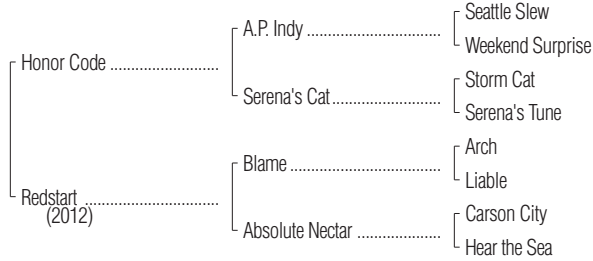 Seattle Slew
A.P. Indy ..............................
Weekend Surprise
Honor Code ........................
Storm Cat
Serena's Cat........................
Serena's Tune
Arch
Blame ..................................
Liable
Redstart ..............................
(2012)
Carson City
Absolute Nectar ..................
Hear the Sea